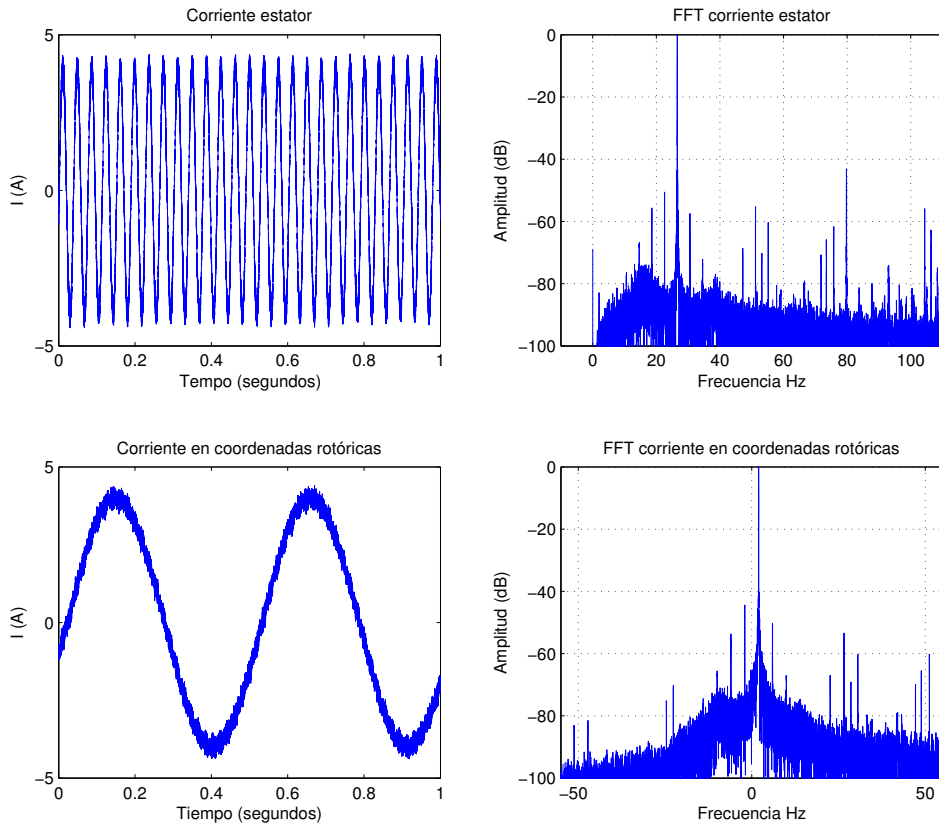 Corriente estator
5
0
−5
I (A)
0 0.2 0.4 0.6 0.8 1
Tempo (segundos)
FFT corriente estator
0
−20
−40
−60
−80
−100
Amplitud (dB)
0 20 40 60 80 100
Frecuencia Hz
Corriente en coordenadas rotóricas
5
0
−5
I (A)
0 0.2 0.4 0.6 0.8 1
Tiempo (segundos)
FFT corriente en coordenadas rotóricas
0
−20
−40
−60
−80
−100
Amplitud (dB)
−50 0 50
Frecuencia Hz